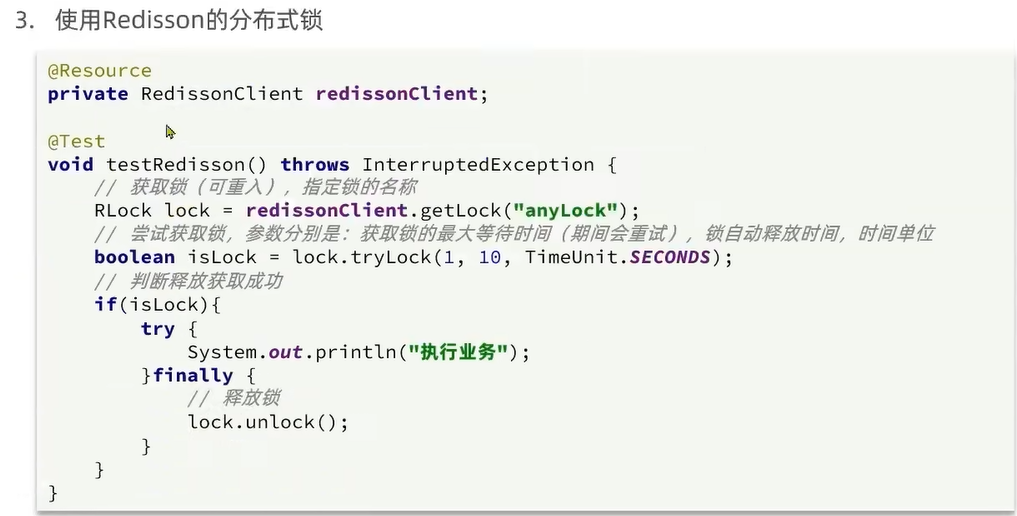 3. 使用Redisson的分布式锁
@Resource
private RedissonClient redissonClient;
@Test
void testRedisson() throws InterruptedException {
// 获取锁（可重入），指定锁的名称
RLock lock = redissonClient.getLock("anyLock");
// 尝试获取锁，参数分别是：获取锁的最大等待时间（期间会重试），锁自动释放时间，时间单位
boolean isLock = lock.tryLock(1, 10, TimeUnit.SECONDS);
// 判断释放获取成功
if(isLock){
try {
System.out.println("执行业务");
}finally {
// 释放锁
lock.unlock();
}
}
}